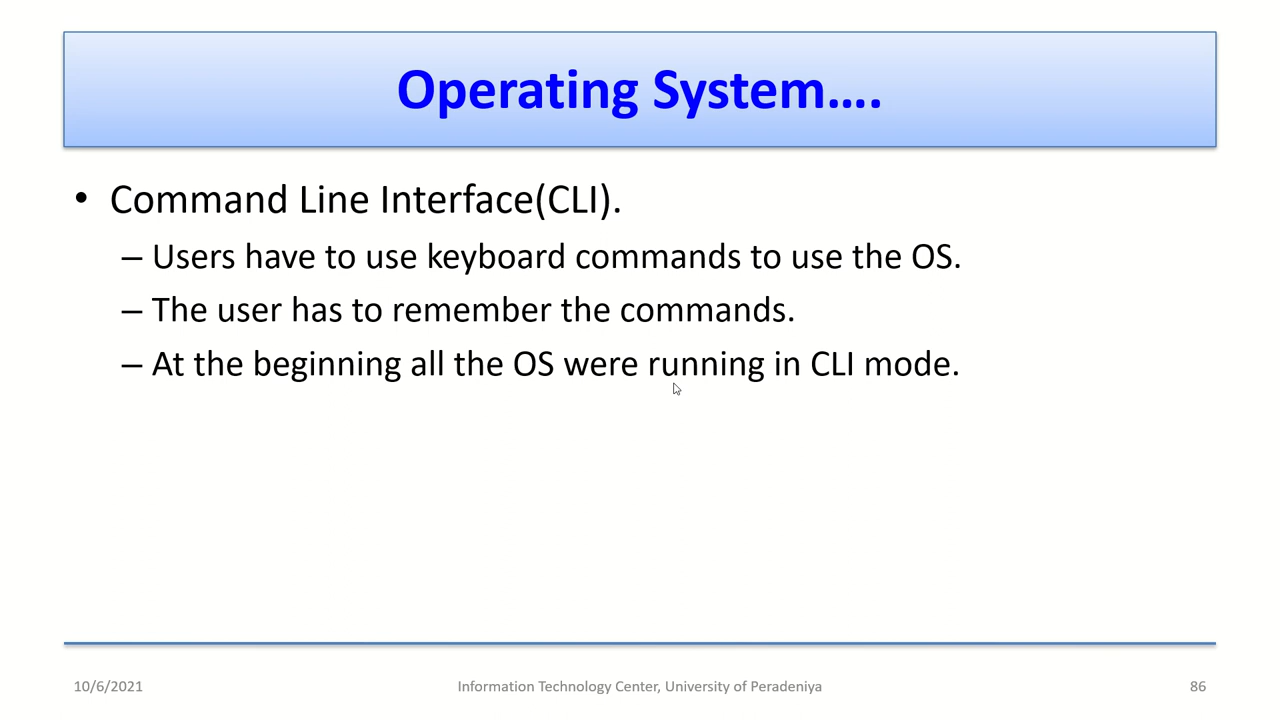 Operating System….
• Command Line Interface(CLI).
– Users have to use keyboard commands to use the OS.
– The user has to remember the commands.
– At the beginning all the OS were running in CLI mode.
10/6/2021
Information Technology Center, University of Peradeniya
86